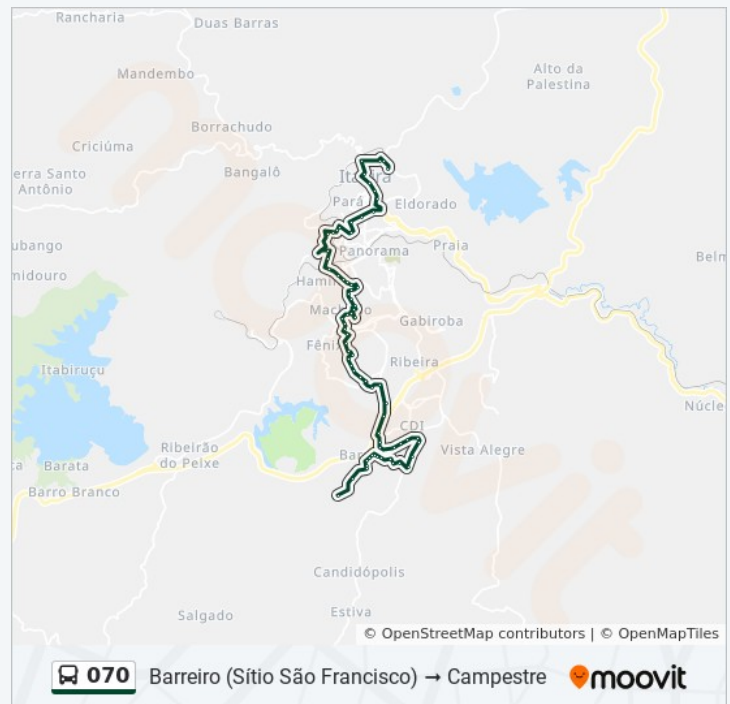 Rancharia
Duas Barras
Mandembo
Alto da
Palestina
Borrachudo
Criciúma
Bangalô
erra Santo
Antônio
Pará
Eldorado
ubango
Panorama
Praia
Belm
midouro
Gabiroba
Itabiruçu
Ribeira
Núcle
CDI
Ribeirão
do Peixe
Vista Alegre
ca
Barata
Barro Branco
Candidópolis
Salgado
Estiva
© OpenStreetMap contributors | © OpenMapTiles
070 Barreiro (Sítio São Francisco) → Campestre moovit